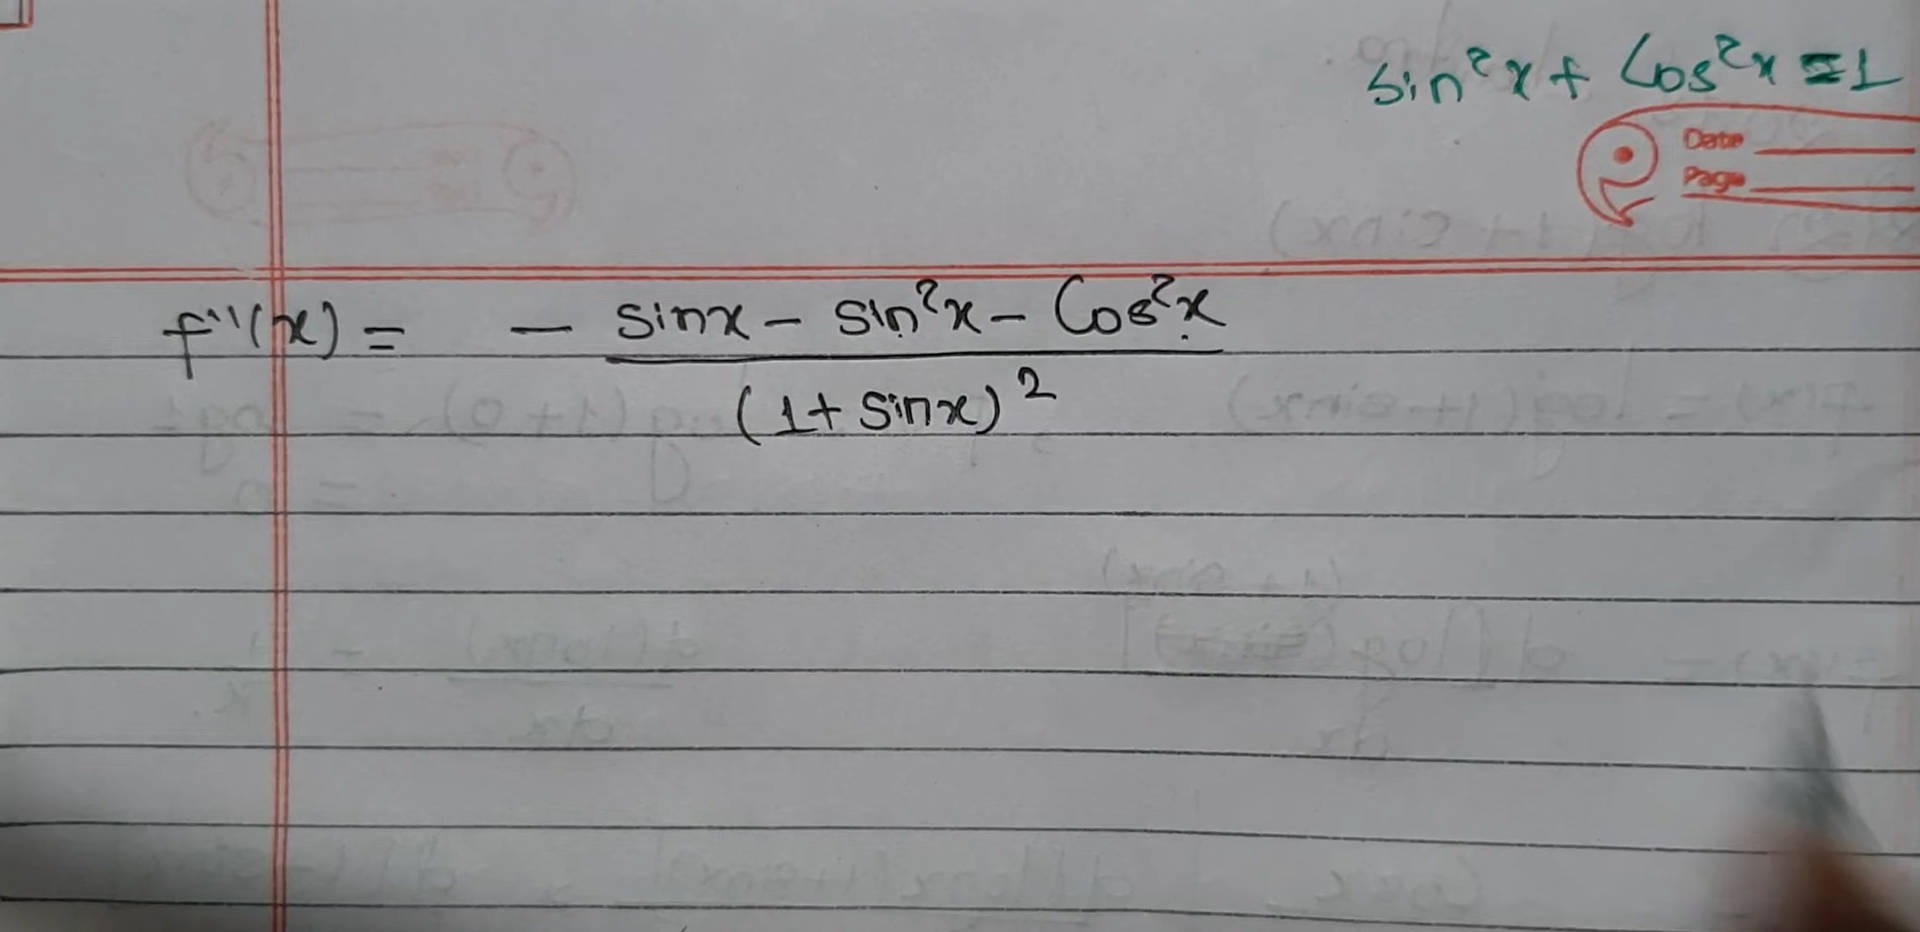 sin²x + Cos²x = 1
Date
Page
f''(x) = - sinx - sin²x - Cos²x
(1 + sinx)²